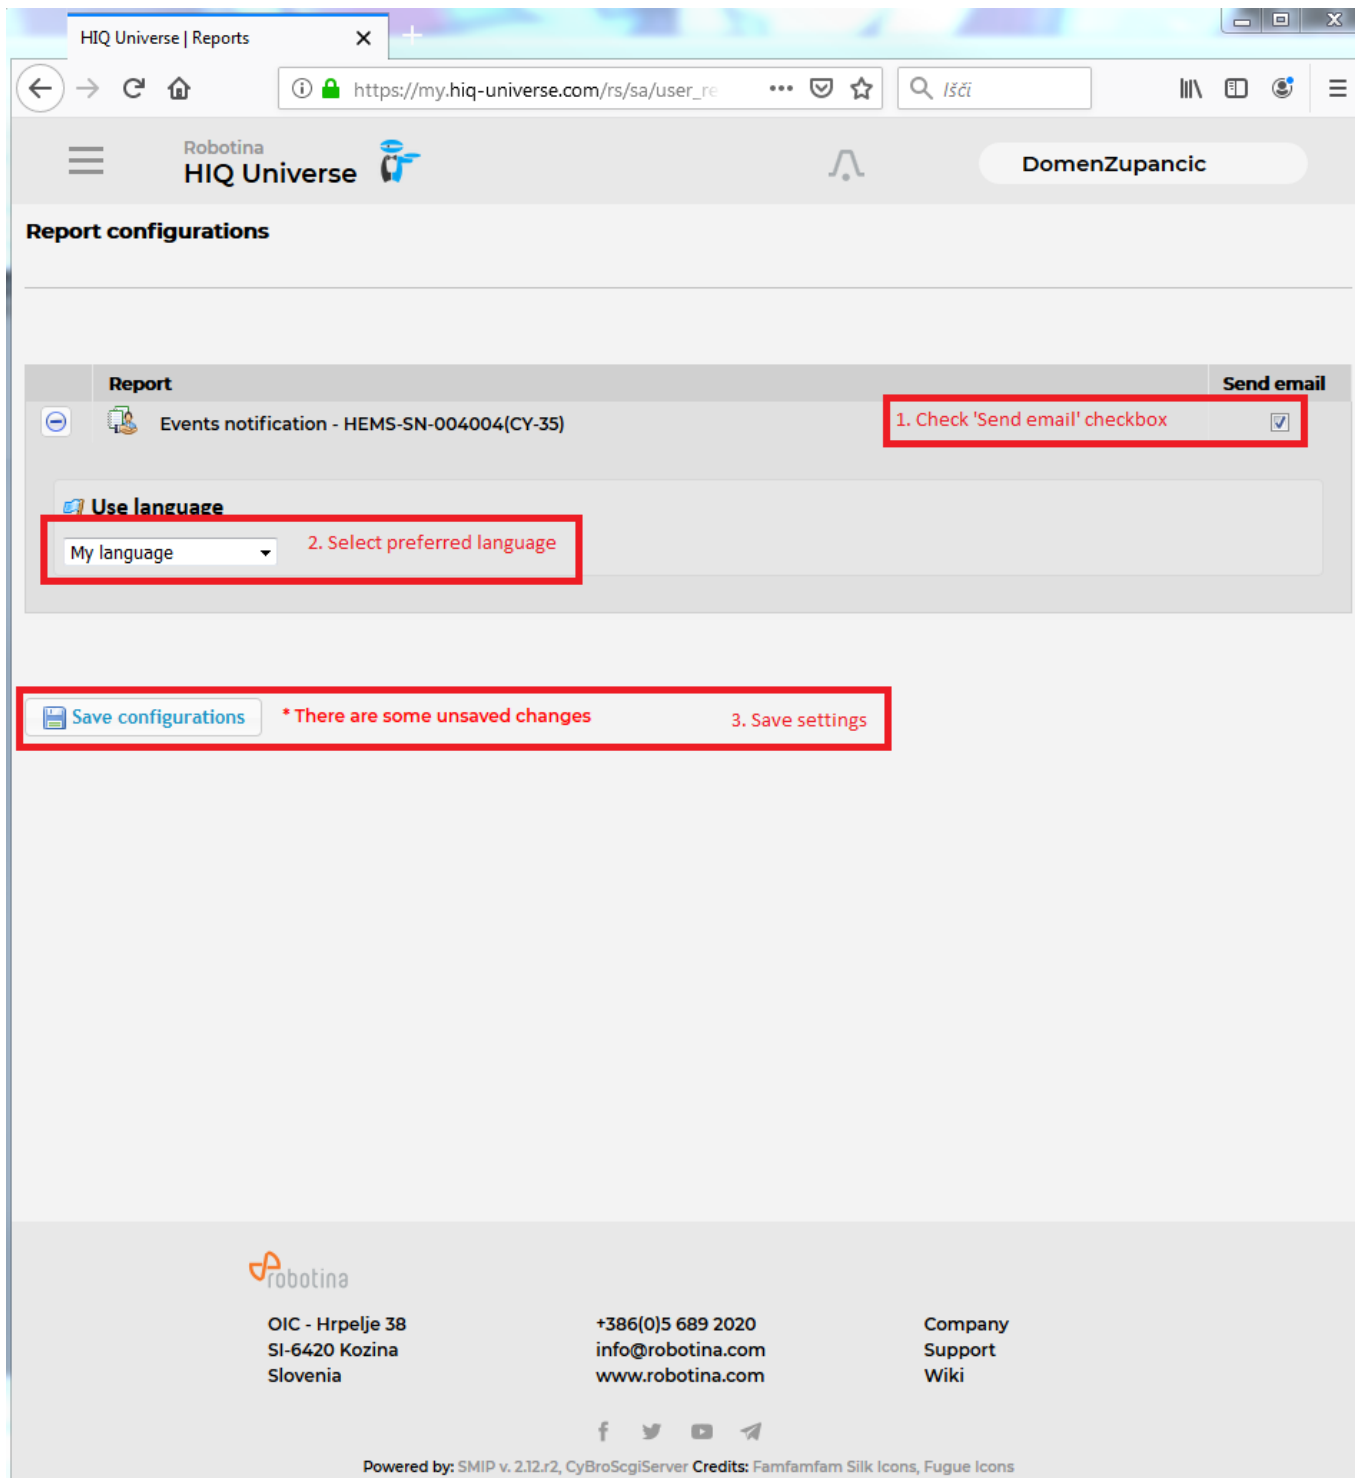 HIQ Universe | Reports
https://my.hiq-universe.com/rs/sa/user_re
Išči
Robotina
HIQ Universe
DomenZupancic
Report configurations
Report Send email
Events notification - HEMS-SN-004004(CY-35) 1. Check 'Send email' checkbox
Use language
My language 2. Select preferred language
Save configurations * There are some unsaved changes 3. Save settings
robotina
OIC - Hrpelje 38 +386(0)5 689 2020 Company
SI-6420 Kozina info@robotina.com Support
Slovenia www.robotina.com Wiki
Powered by: SMIP v. 2.12.r2, CyBroScgiServer Credits: Famfamfam Silk Icons, Fugue Icons